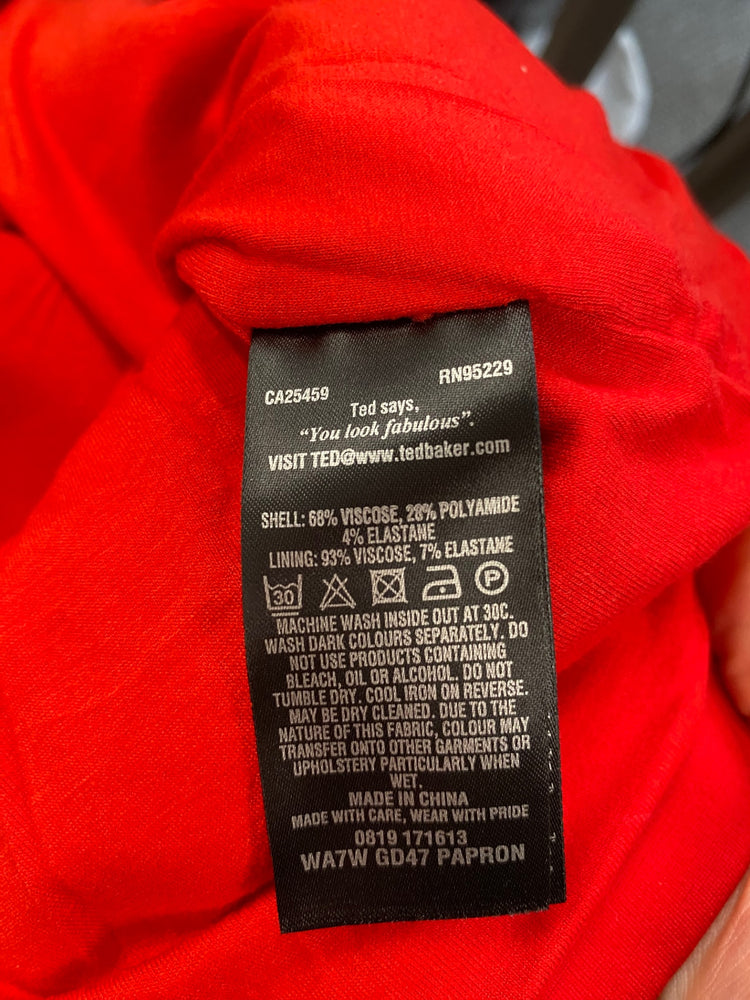 CA25459 RN95229
Ted says,
“You look fabulous”.
VISIT TED@www.tedbaker.com
SHELL: 68% VISCOSE, 28% POLYAMIDE
4% ELASTANE
LINING: 93% VISCOSE, 7% ELASTANE
30 P
MACHINE WASH INSIDE OUT AT 30C.
WASH DARK COLOURS SEPARATELY. DO
NOT USE PRODUCTS CONTAINING
BLEACH, OIL OR ALCOHOL. DO NOT
TUMBLE DRY. COOL IRON ON REVERSE.
MAY BE DRY CLEANED. DUE TO THE
NATURE OF THIS FABRIC, COLOUR MAY
TRANSFER ONTO OTHER GARMENTS OR
UPHOLSTERY PARTICULARLY WHEN
WET.
MADE IN CHINA
MADE WITH CARE, WEAR WITH PRIDE
0819 171613
WA7W GD47 PAPRON